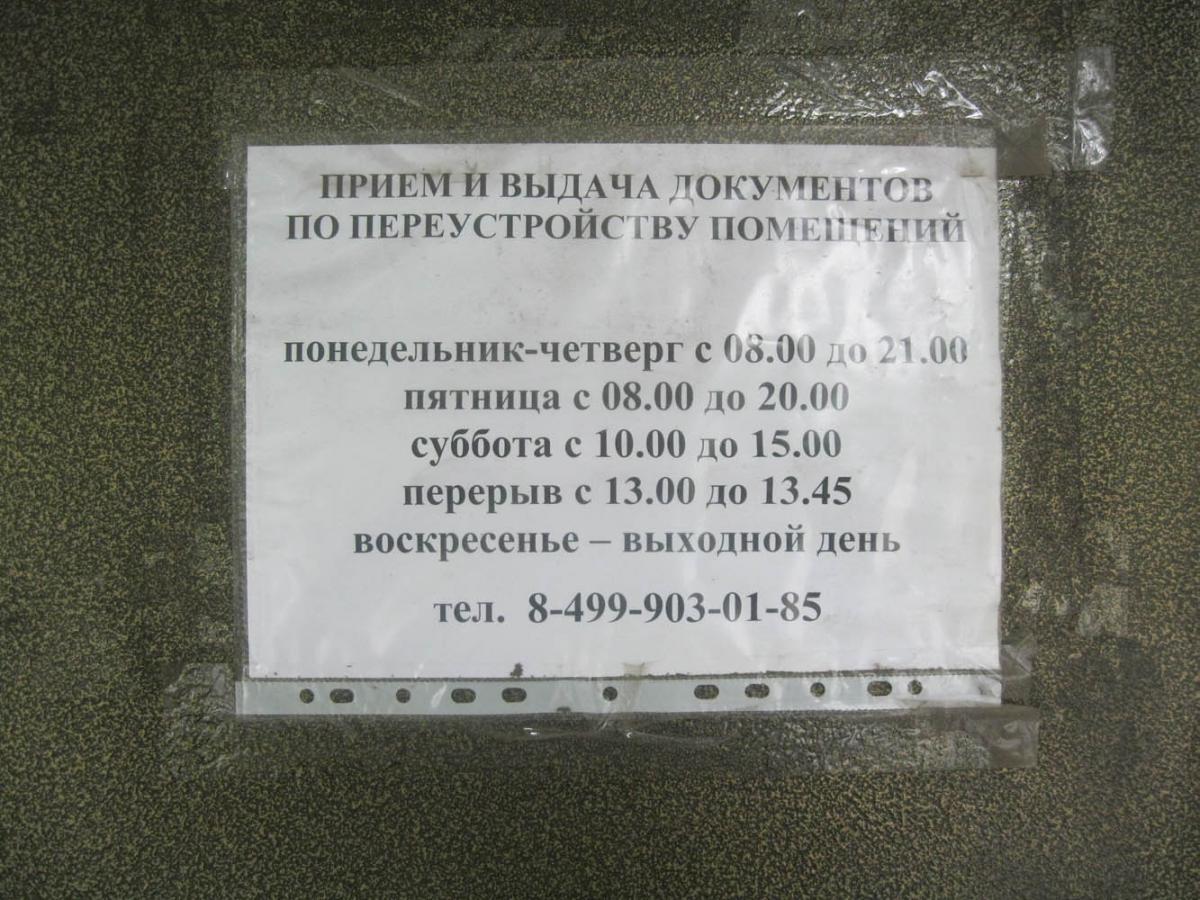 ПРИЕМ И ВЫДАЧА ДОКУМЕНТОВ
ПО ПЕРЕУСТРОЙСТВУ ПОМЕЩЕНИЙ
понедельник-четверг с 08.00 до 21.00
пятница с 08.00 до 20.00
суббота с 10.00 до 15.00
перерыв с 13.00 до 13.45
воскресенье – выходной день
тел. 8-499-903-01-85